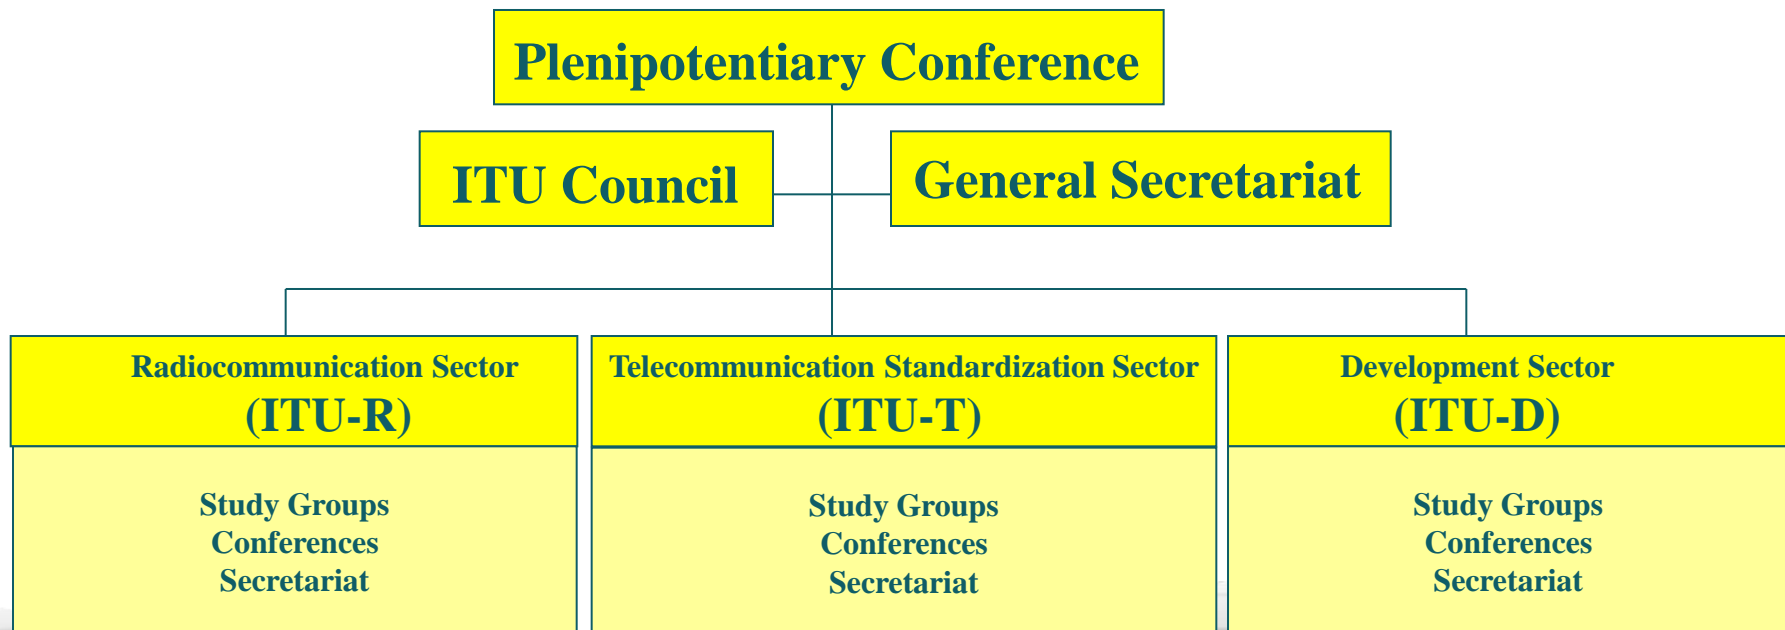 Plenipotentiary Conference
ITU Council
General Secretariat
Radiocommunication Sector
(ITU-R)
Study Groups
Conferences
Secretariat
Telecommunication Standardization Sector
(ITU-T)
Study Groups
Conferences
Secretariat
Development Sector
(ITU-D)
Study Groups
Conferences
Secretariat